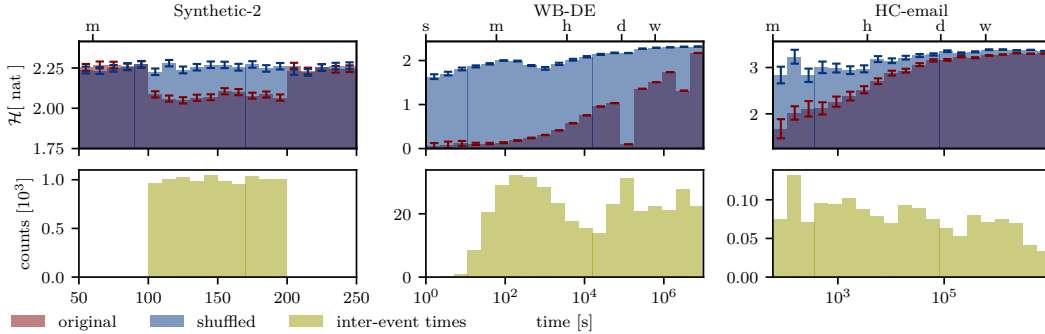 Synthetic-2 WB-DE HC-email
m s m h d w m h d w
ℋ[ nat ]
2.25
2.00
1.75
2
1
0
3
2
counts [10³]
1.0
0.5
0.0
20
0
0.10
0.05
0.00
50 100 150 200 250
10⁰ 10² 10⁴ 10⁶
10³ 10⁵
original shuffled inter-event times time [s]